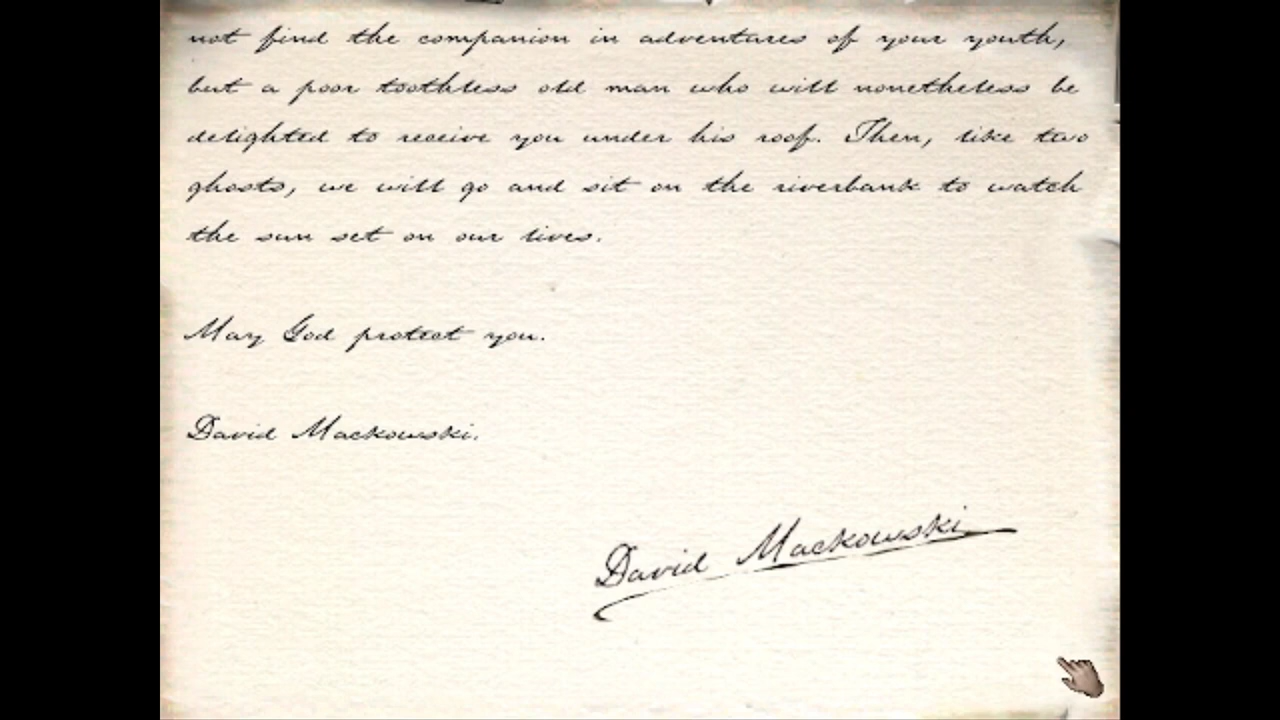 not find the companion in adventures of your youth,
but a poor toothless old man who will nonetheless be
delighted to receive you under his roof. Then, like two
ghosts, we will go and sit on the riverbank to watch
the sun set on our lives.
May God protect you.
David Mackowski.
David Mackowski